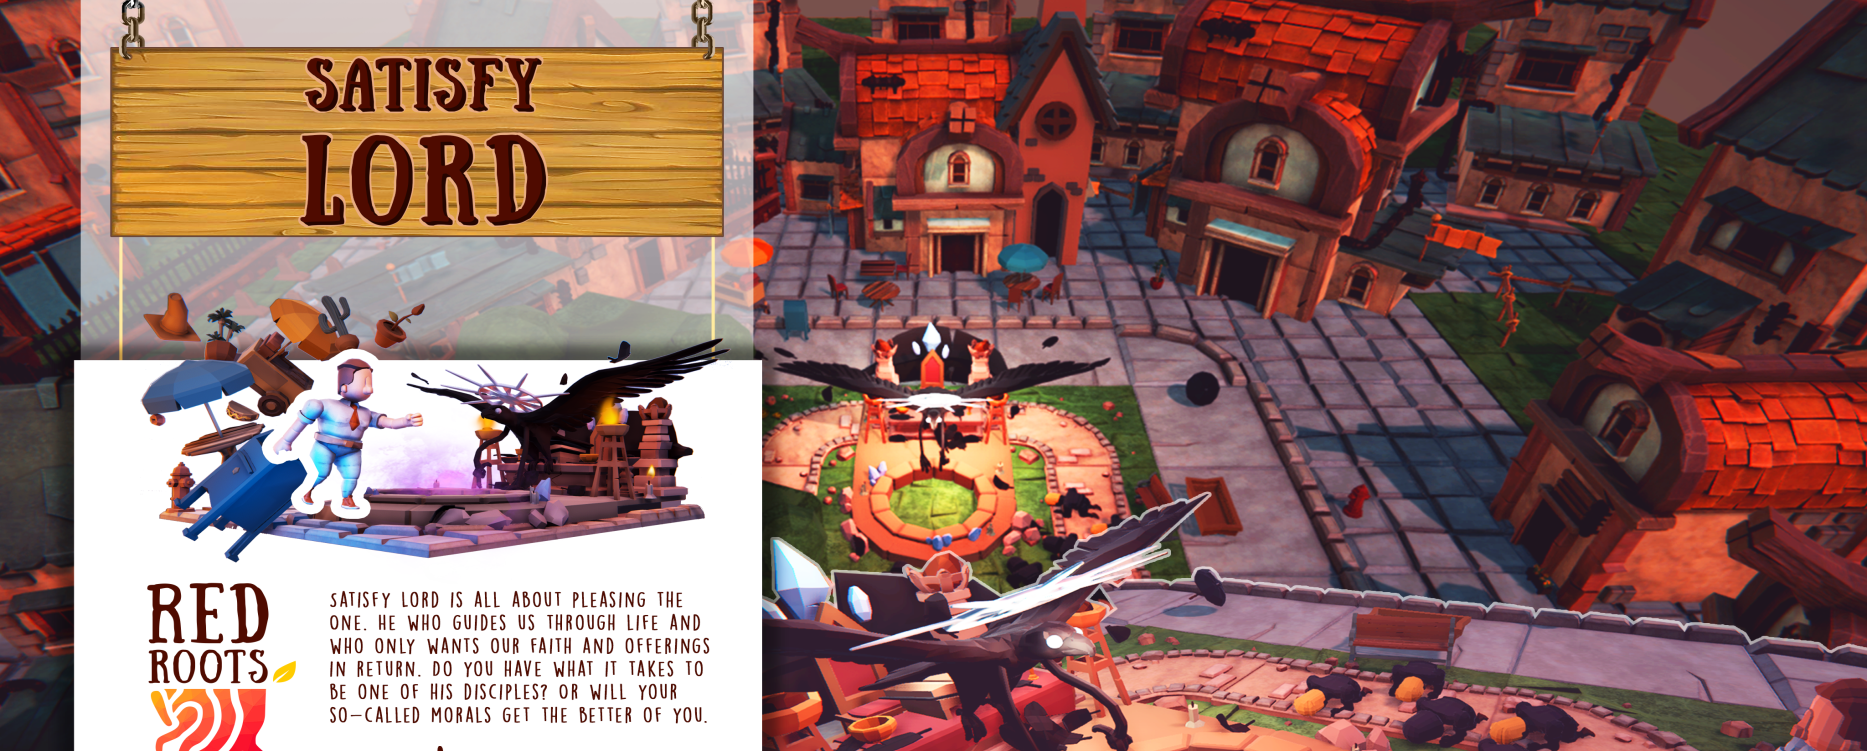 SATISFY
LORD
RED
ROOTS
SATISFY LORD IS ALL ABOUT PLEASING THE
ONE. HE WHO GUIDES US THROUGH LIFE AND
WHO ONLY WANTS OUR FAITH AND OFFERINGS
IN RETURN. DO YOU HAVE WHAT IT TAKES TO
BE ONE OF HIS DISCIPLES? OR WILL YOUR
SO-CALLED MORALS GET THE BETTER OF YOU.